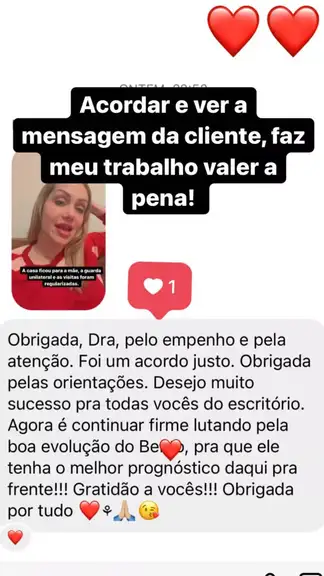 Acordar e ver a
mensagem da cliente, faz
meu trabalho valer a
pena!
A casa ficou para a mãe, a guarda
unilateral e as visitas foram
regularizadas.
1
Obrigada, Dra, pelo empenho e pela
atenção. Foi um acordo justo. Obrigada
pelas orientações. Desejo muito
sucesso pra todas vocês do escritório.
Agora é continuar firme lutando pela
boa evolução do, pra que ele
tenha o melhor prognóstico daqui pra
frente!!! Gratidão a vocês!!! Obrigada
por tudo ❤️⚘🙏🏼😘